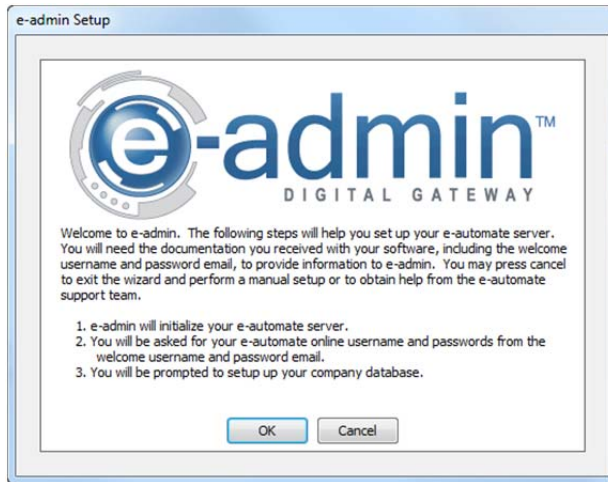 e-admin Setup
e-admin™
DIGITAL GATEWAY
Welcome to e-admin. The following steps will help you set up your e-automate server.
You will need the documentation you received with your software, including the welcome
username and password email, to provide information to e-admin. You may press cancel
to exit the wizard and perform a manual setup or to obtain help from the e-automate
support team.
1. e-admin will initialize your e-automate server.
2. You will be asked for your e-automate online username and passwords from the
welcome username and password email.
3. You will be prompted to setup up your company database.
OK Cancel